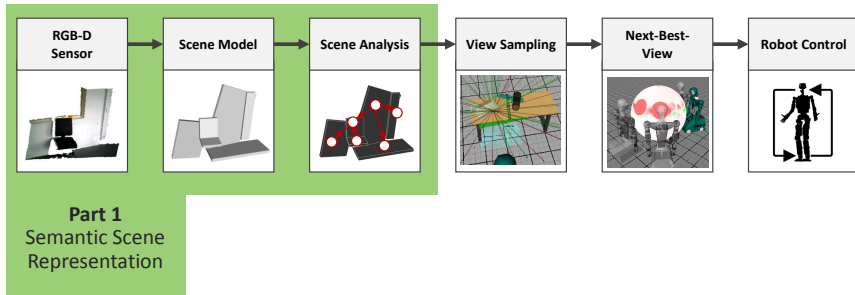 RGB-D
Sensor
Scene Model
Scene Analysis
View Sampling
Next-Best-
View
Robot Control
Part 1
Semantic Scene
Representation